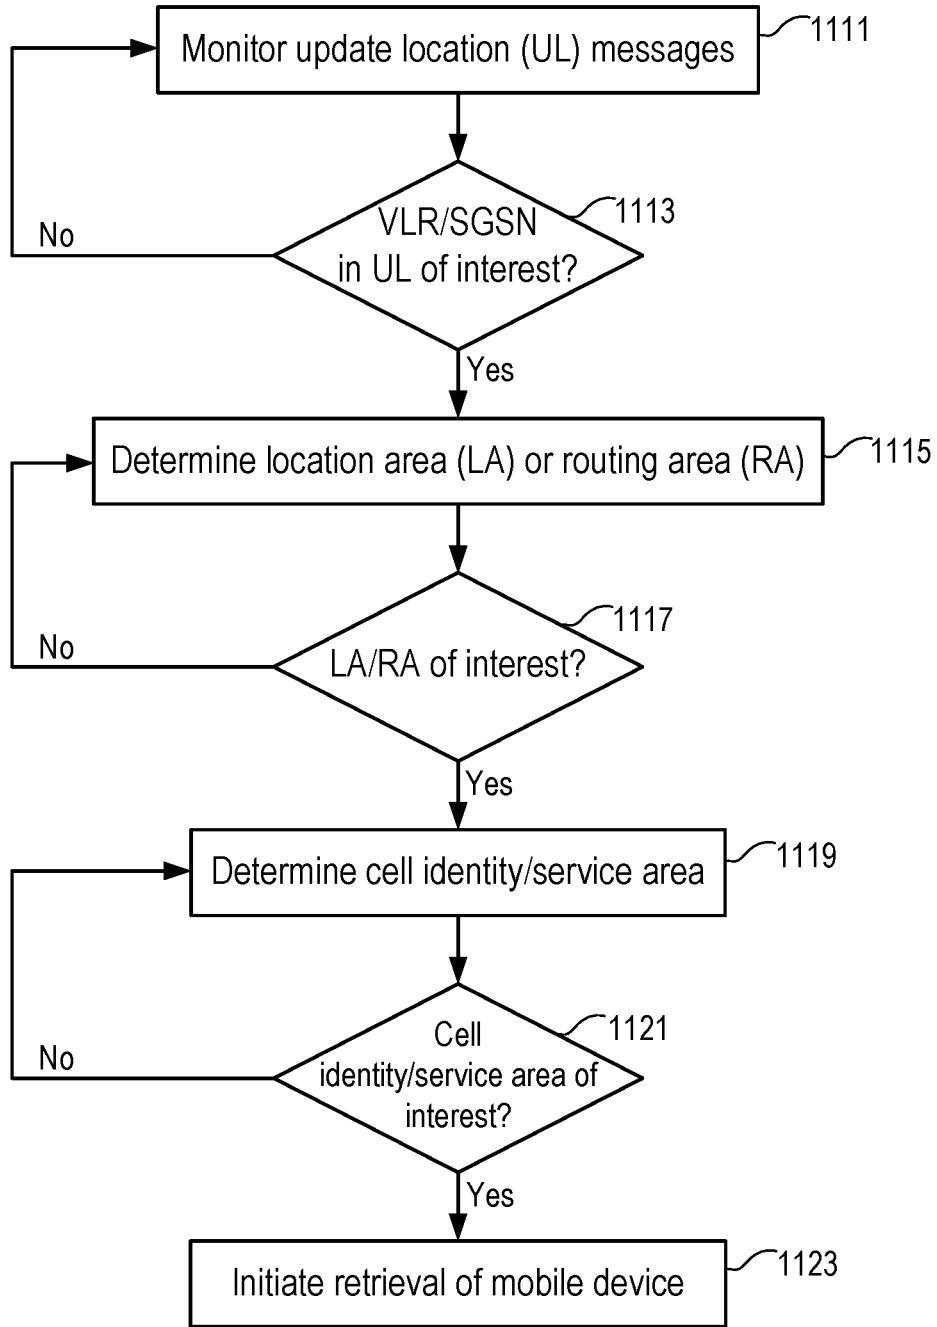 Monitor update location (UL) messages
1111
VLR/SGSN
in UL of interest?
1113
No
Yes
Determine location area (LA) or routing area (RA)
1115
LA/RA of interest?
1117
No
Yes
Determine cell identity/service area
1119
Cell
identity/service area of
interest?
1121
No
Yes
Initiate retrieval of mobile device
1123